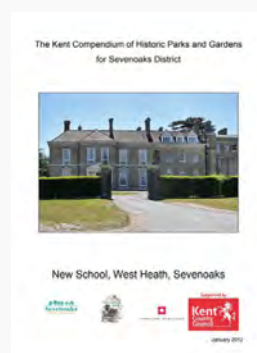 The Kent Compendium of Historic Parks and Gardens
for Sevenoaks District
New School, West Heath, Sevenoaks
Supported by
Kent
County
Council
January 2012